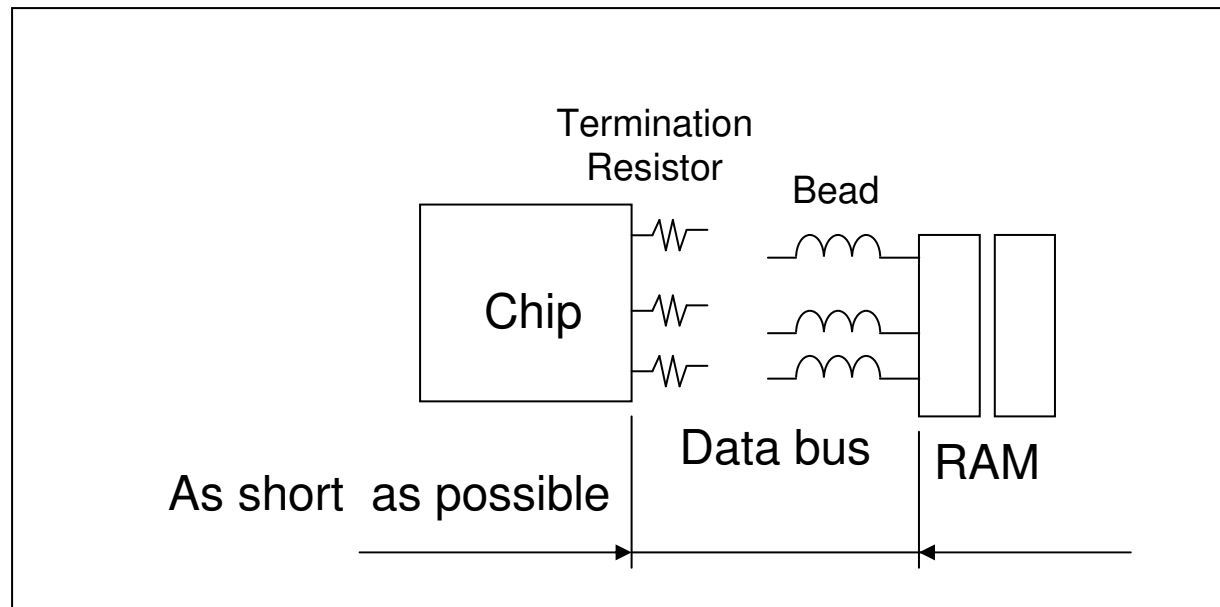 Termination
Resistor
Bead
Chip
Data bus
RAM
As short  as possible